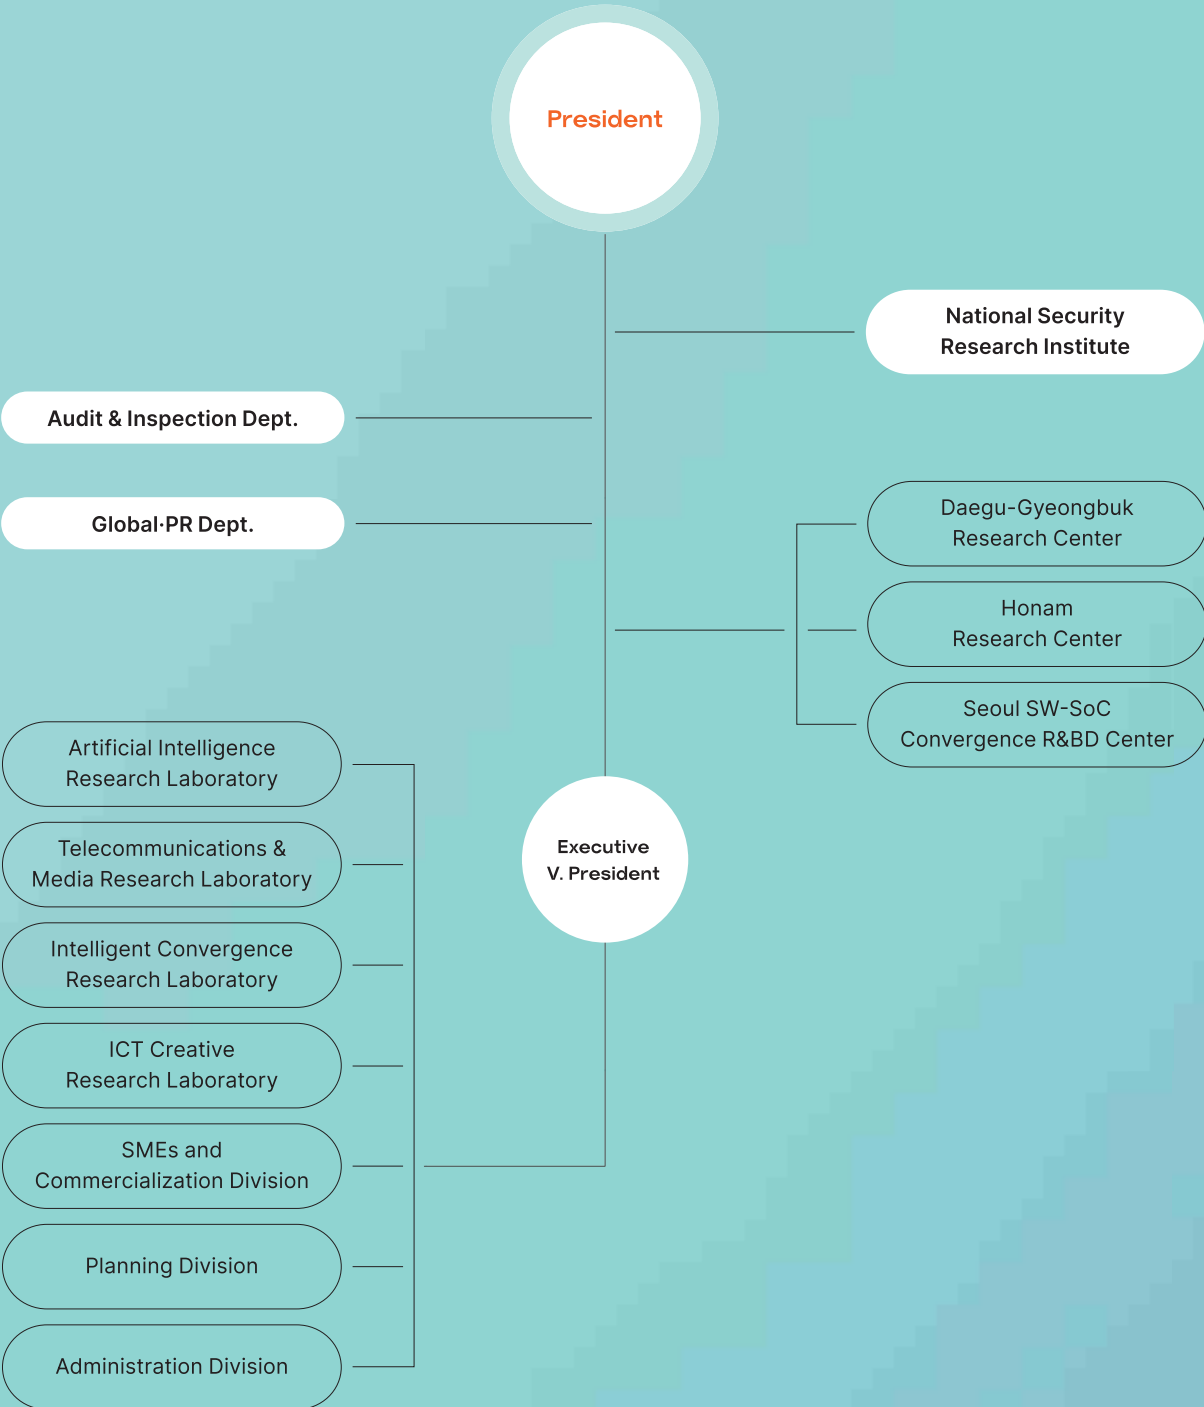 President
National Security
Research Institute
Audit & Inspection Dept.
Global·PR Dept.
Daegu-Gyeongbuk
Research Center
Honam
Research Center
Seoul SW-SoC
Convergence R&BD Center
Executive
V. President
Artificial Intelligence
Research Laboratory
Telecommunications &
Media Research Laboratory
Intelligent Convergence
Research Laboratory
ICT Creative
Research Laboratory
SMEs and
Commercialization Division
Planning Division
Administration Division